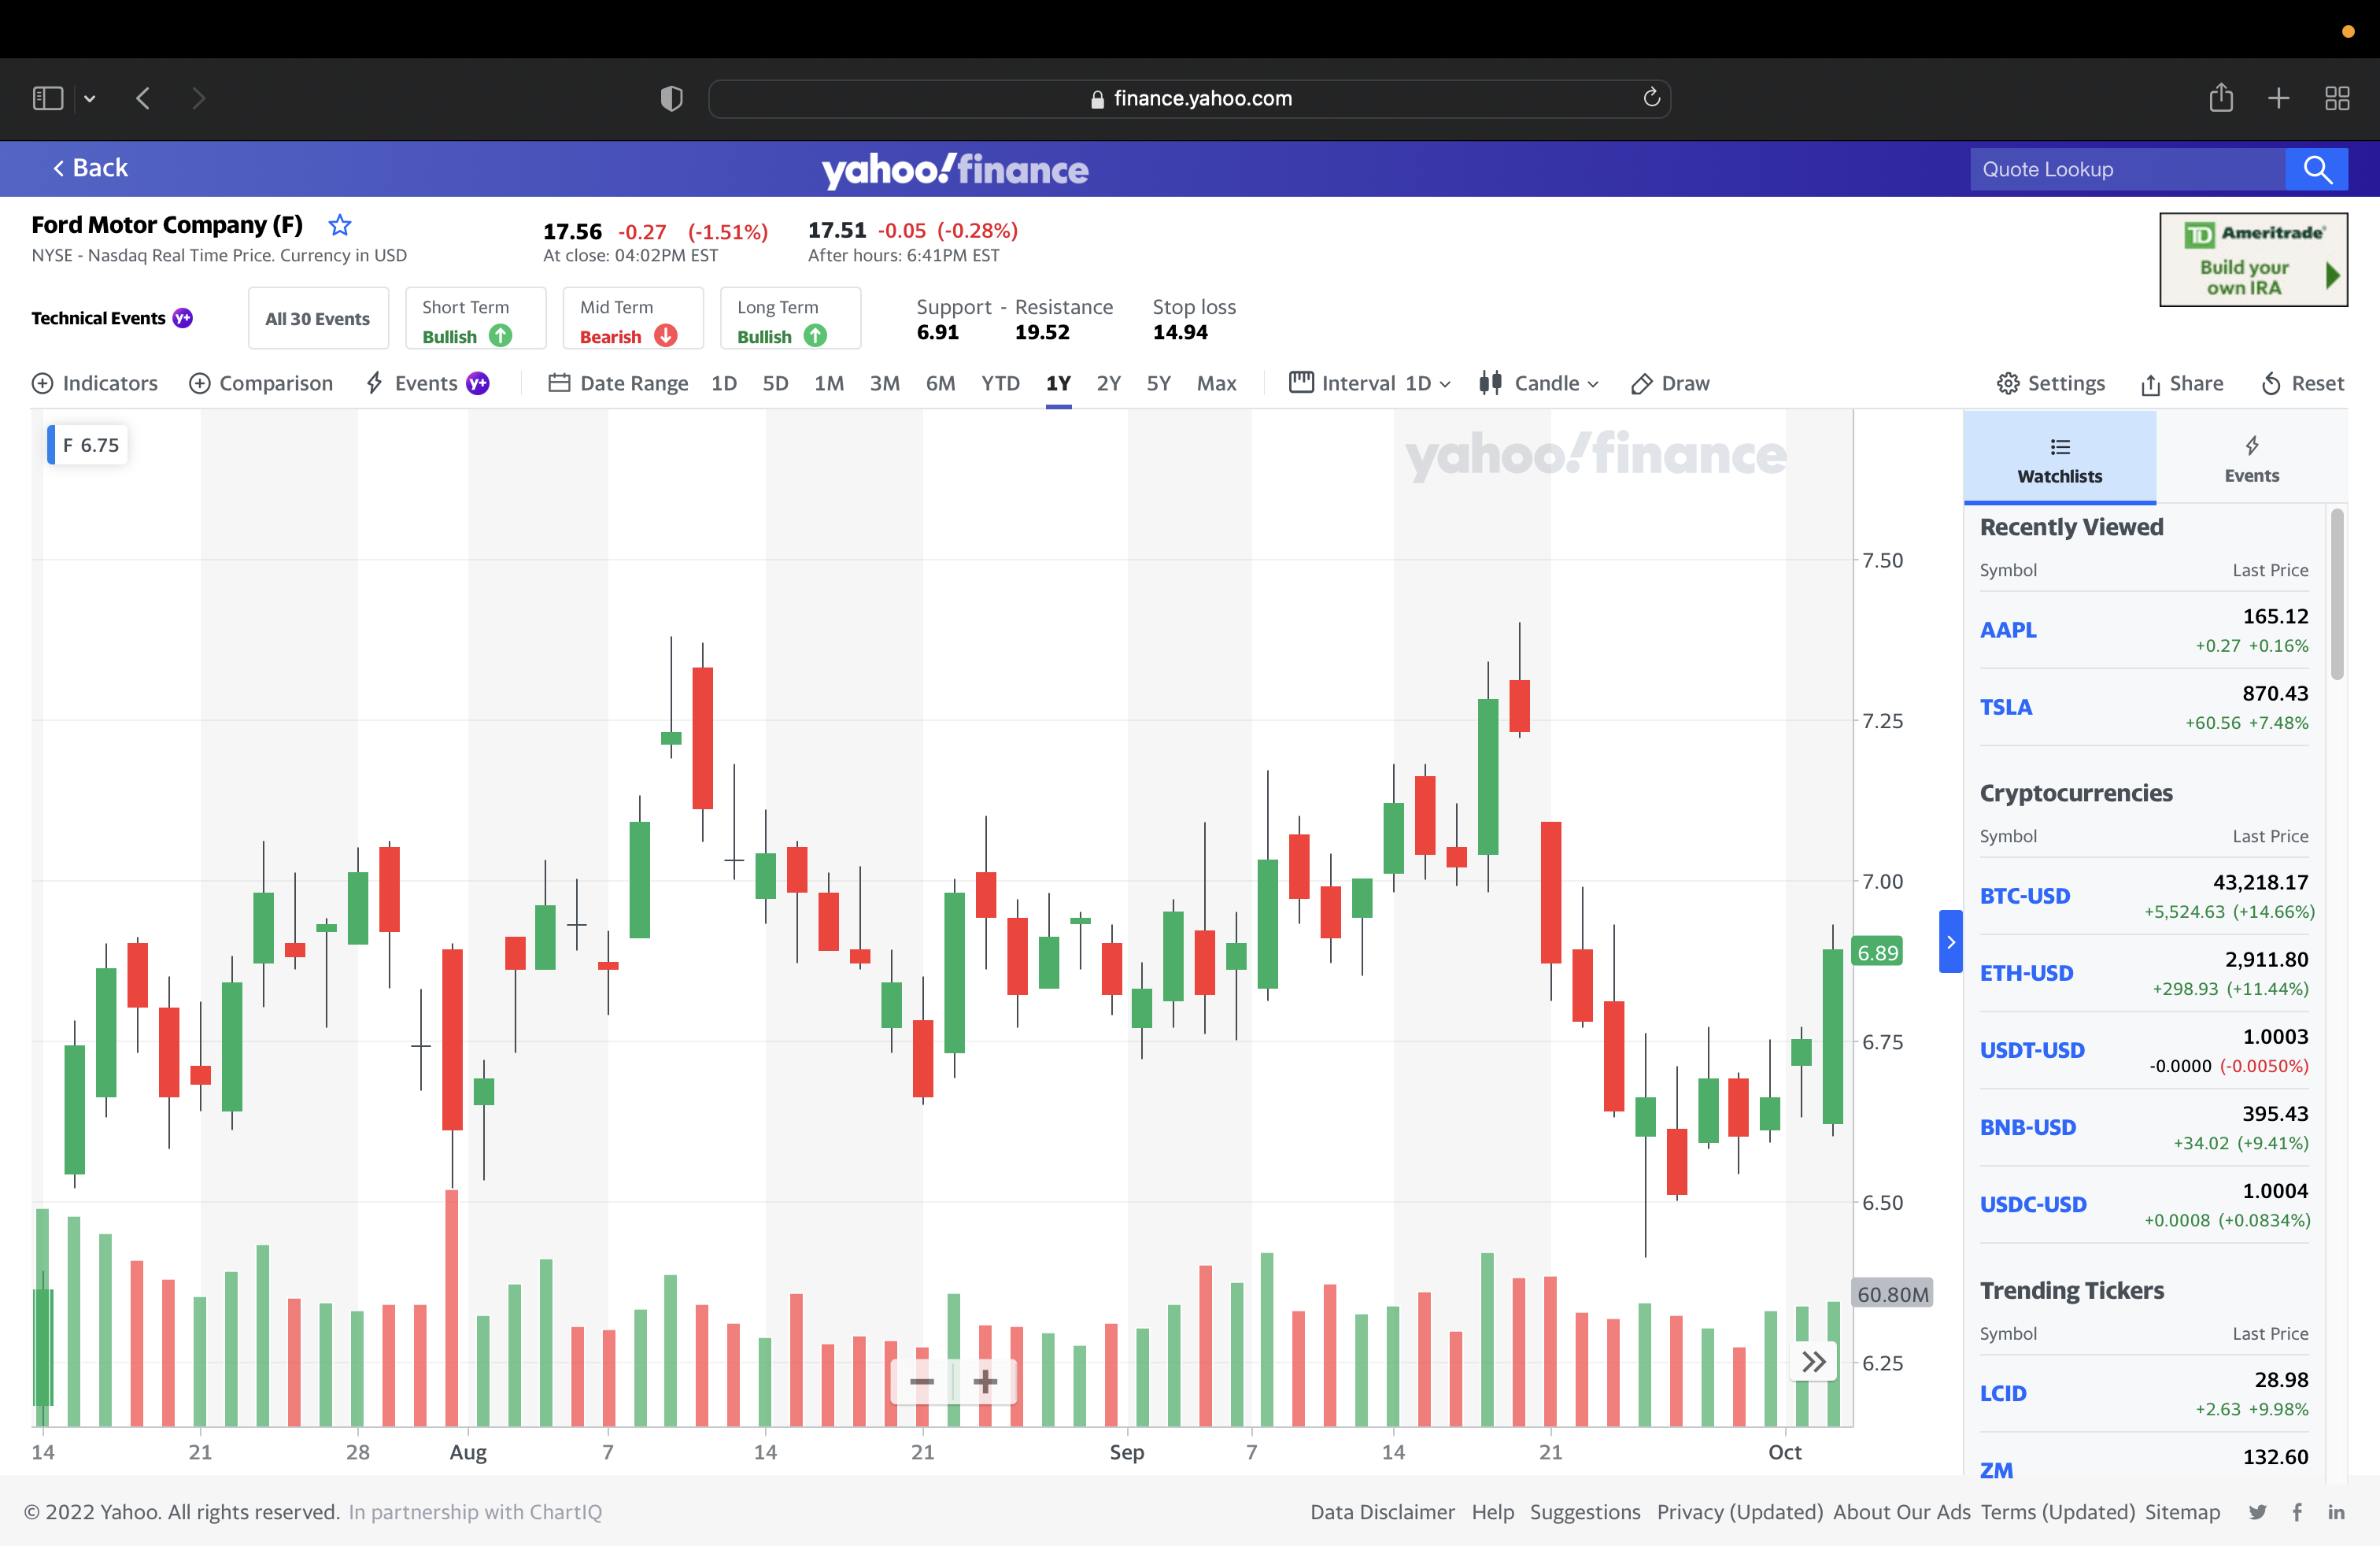 finance.yahoo.com
Back
yahoo!finance
Quote Lookup
Ford Motor Company (F)
NYSE - Nasdaq Real Time Price. Currency in USD
17.56 -0.27 (-1.51%)
At close: 04:02PM EST
17.51 -0.05 (-0.28%)
After hours: 6:41PM EST
TD Ameritrade
Build your
own IRA
Technical Events Y+
All 30 Events
Short Term
Bullish
Mid Term
Bearish
Long Term
Bullish
Support - Resistance
6.91 19.52
Stop loss
14.94
Indicators Comparison Events Y+ Date Range 1D 5D 1M 3M 6M YTD 1Y 2Y 5Y Max Interval 1D Candle Draw Settings Share Reset
F 6.75
yahoo!finance
7.50
7.25
7.00
6.89
6.75
6.50
60.80M
6.25
14 21 28 Aug 7 14 21 Sep 7 14 21 Oct
Watchlists
Events
Recently Viewed
Symbol Last Price
AAPL 165.12
+0.27 +0.16%
TSLA 870.43
+60.56 +7.48%
Cryptocurrencies
Symbol Last Price
BTC-USD 43,218.17
+5,524.63 (+14.66%)
ETH-USD 2,911.80
+298.93 (+11.44%)
USDT-USD 1.0003
-0.0000 (-0.0050%)
BNB-USD 395.43
+34.02 (+9.41%)
USDC-USD 1.0004
+0.0008 (+0.0834%)
Trending Tickers
Symbol Last Price
LCID 28.98
+2.63 +9.98%
ZM 132.60
© 2022 Yahoo. All rights reserved. In partnership with ChartIQ
Data Disclaimer Help Suggestions Privacy (Updated) About Our Ads Terms (Updated) Sitemap